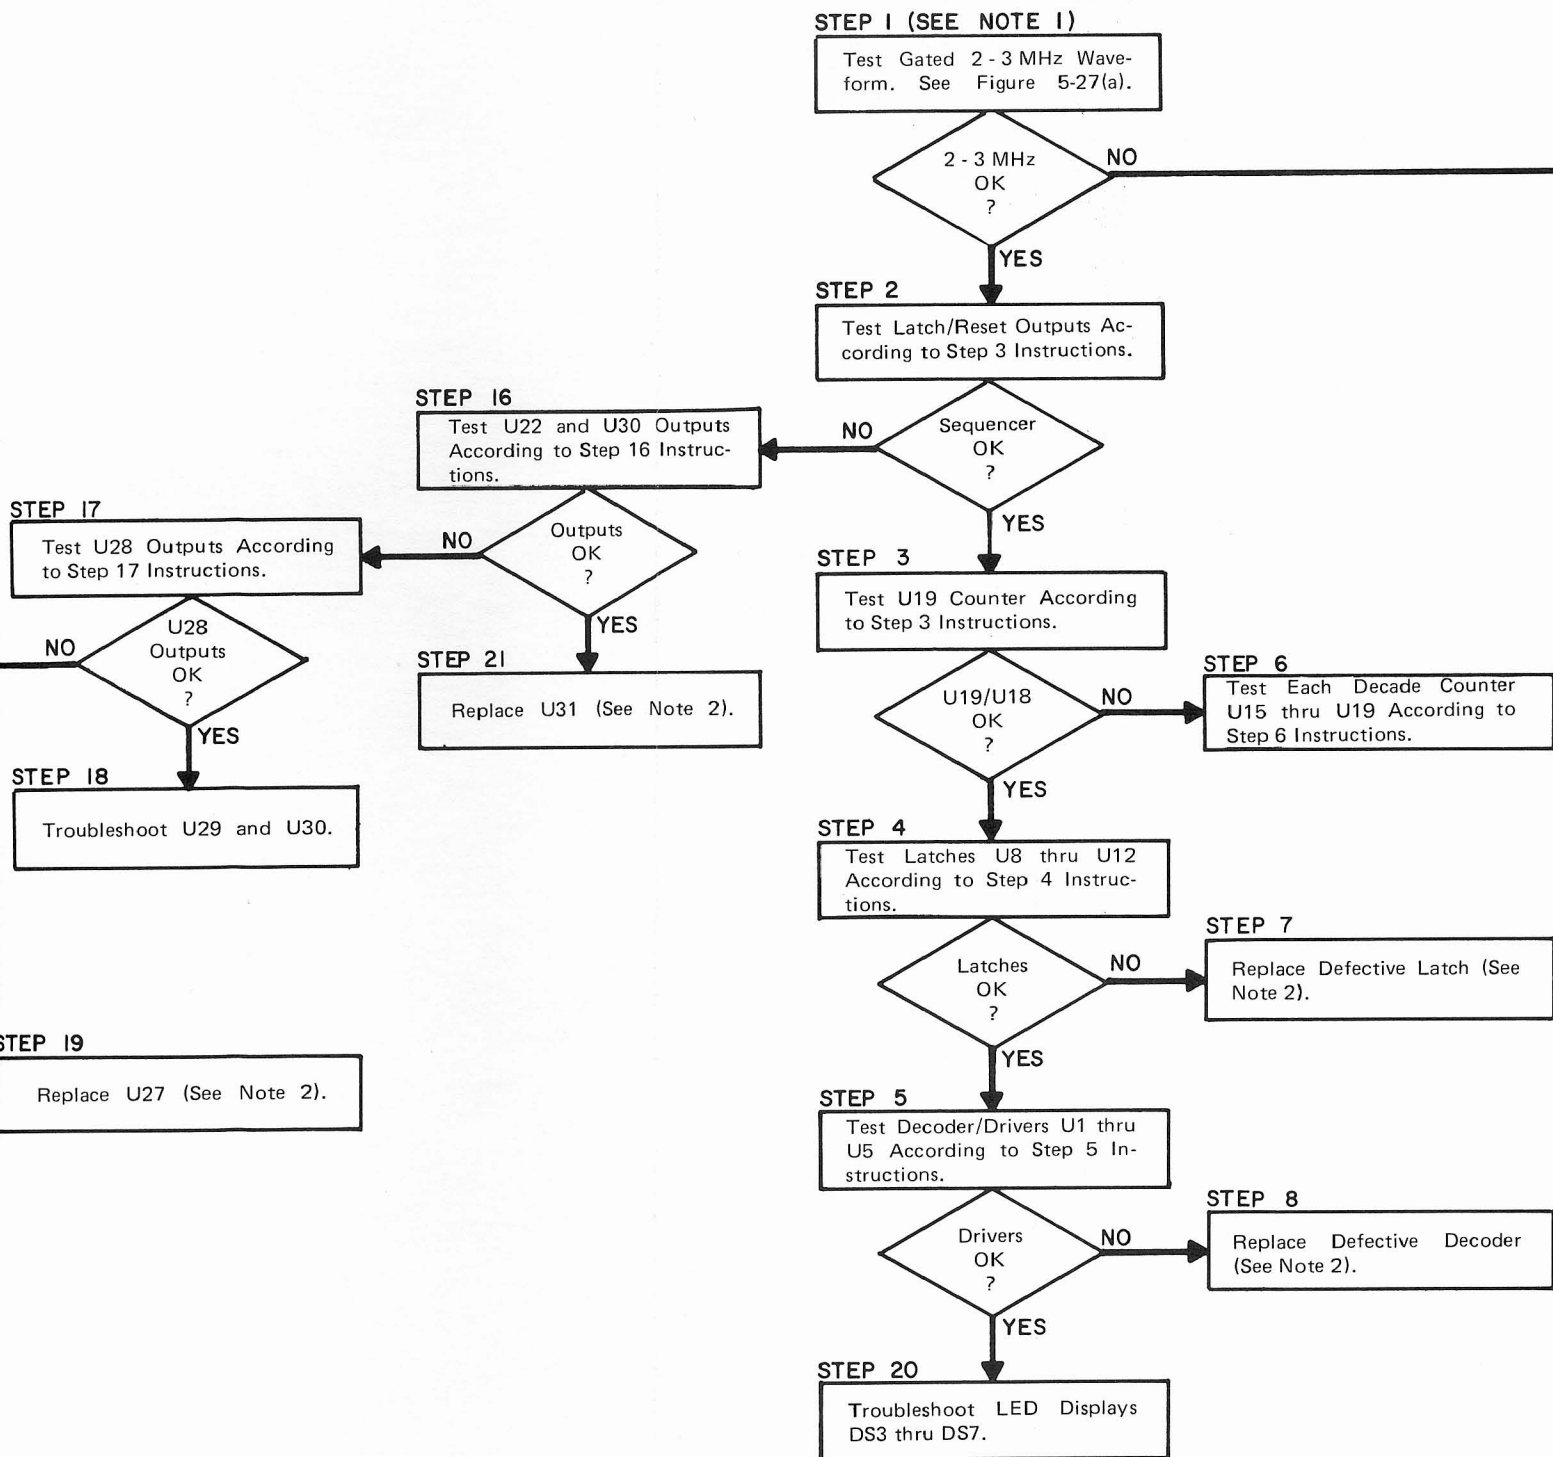 STEP 1 (SEE NOTE 1)
Test Gated 2 - 3 MHz Wave-
form. See Figure 5-27(a).
2 - 3 MHz
OK
?
NO
YES
STEP 2
Test Latch/Reset Outputs Ac-
cording to Step 3 Instructions.
Sequencer
OK
?
NO
YES
STEP 16
Test U22 and U30 Outputs
According to Step 16 Instruc-
tions.
Outputs
OK
?
NO
YES
STEP 17
Test U28 Outputs According
to Step 17 Instructions.
U28
Outputs
OK
?
NO
YES
STEP 18
Troubleshoot U29 and U30.
STEP 19
Replace U27 (See Note 2).
STEP 21
Replace U31 (See Note 2).
STEP 3
Test U19 Counter According
to Step 3 Instructions.
U19/U18
OK
?
NO
YES
STEP 6
Test Each Decade Counter
U15 thru U19 According to
Step 6 Instructions.
STEP 4
Test Latches U8 thru U12
According to Step 4 Instruc-
tions.
Latches
OK
?
NO
YES
STEP 7
Replace Defective Latch (See
Note 2).
STEP 5
Test Decoder/Drivers U1 thru
U5 According to Step 5 In-
structions.
Drivers
OK
?
NO
YES
STEP 8
Replace Defective Decoder
(See Note 2).
STEP 20
Troubleshoot LED Displays
DS3 thru DS7.